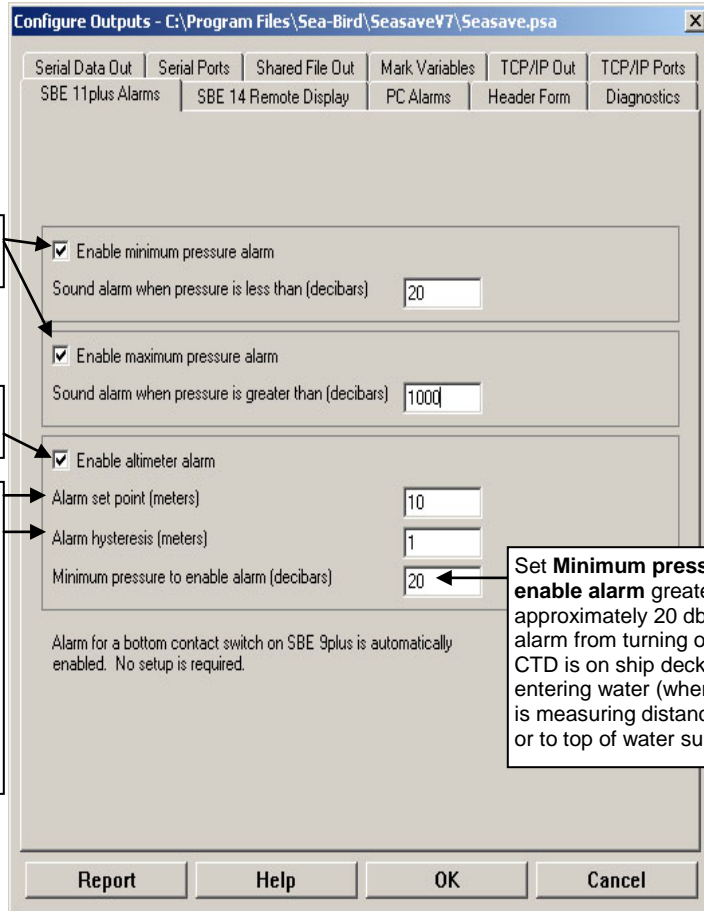 Configure Outputs - C:\Program Files\Sea-Bird\SeasaveV7\Seasave.psa
Serial Data Out
Serial Ports
Shared File Out
Mark Variables
TCP/IP Out
TCP/IP Ports
SBE 11plus Alarms
SBE 14 Remote Display
PC Alarms
Header Form
Diagnostics
Enable minimum pressure alarm
Sound alarm when pressure is less than (decibars)
20
Enable maximum pressure alarm
Sound alarm when pressure is greater than (decibars)
1000
Enable altimeter alarm
Alarm set point (meters)
10
Alarm hysteresis (meters)
1
Minimum pressure to enable alarm (decibars)
20
Alarm for a bottom contact switch on SBE 9plus is automatically
enabled. No setup is required.
Set Minimum
enable alarm
approximately 20
alarm from turning
CTD is on ship deck
entering water
is measuring
or to top of water
Report
Help
OK
Cancel